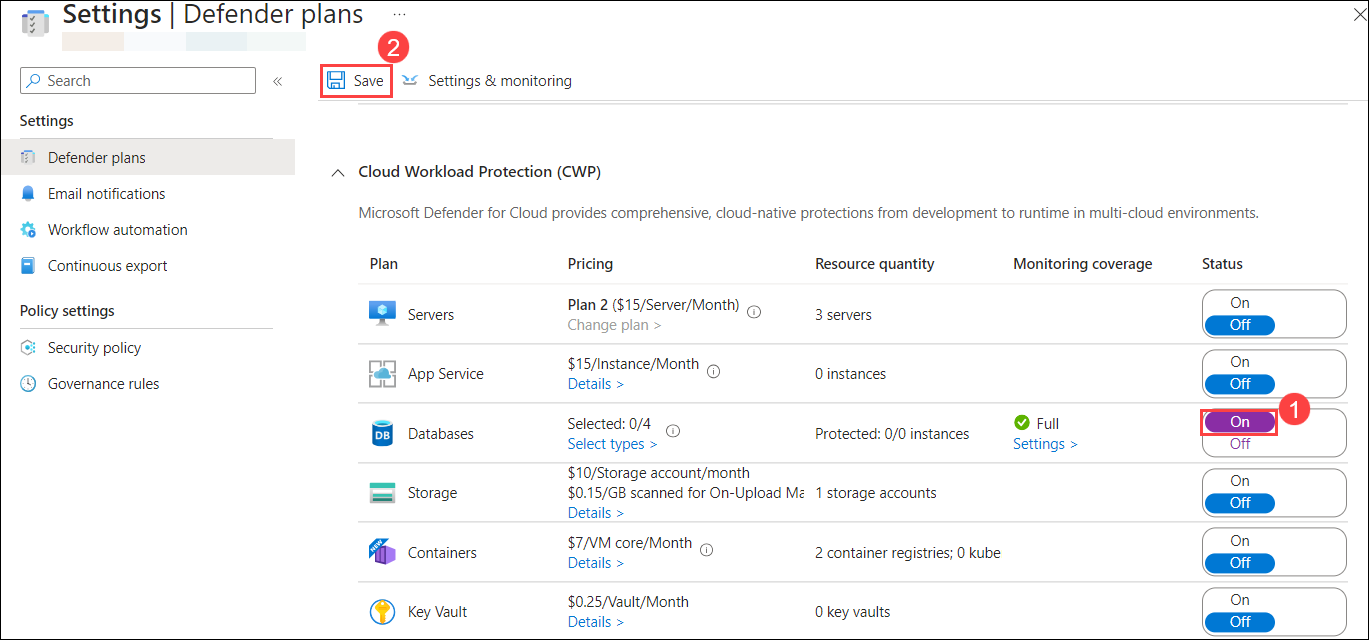 Settings | Defender plans ...
2
Search «
Save Settings & monitoring
Settings
Defender plans
Email notifications
Workflow automation
Continuous export
Policy settings
Security policy
Governance rules
Cloud Workload Protection (CWP)
Microsoft Defender for Cloud provides comprehensive, cloud-native protections from development to runtime in multi-cloud environments.
Plan Pricing Resource quantity Monitoring coverage Status
Servers Plan 2 ($15/Server/Month) 3 servers On
Change plan > Off
App Service $15/Instance/Month 0 instances On
Details > Off
1
Databases Selected: 0/4 Protected: 0/0 instances Full On
Select types > Settings > Off
$10/Storage account/month
Storage $0.15/GB scanned for On-Upload Ma 1 storage accounts On
Details > Off
Containers $7/VM core/Month 2 container registries; 0 kube On
NEW Details > Off
Key Vault $0.25/Vault/Month 0 key vaults On
Details > Off